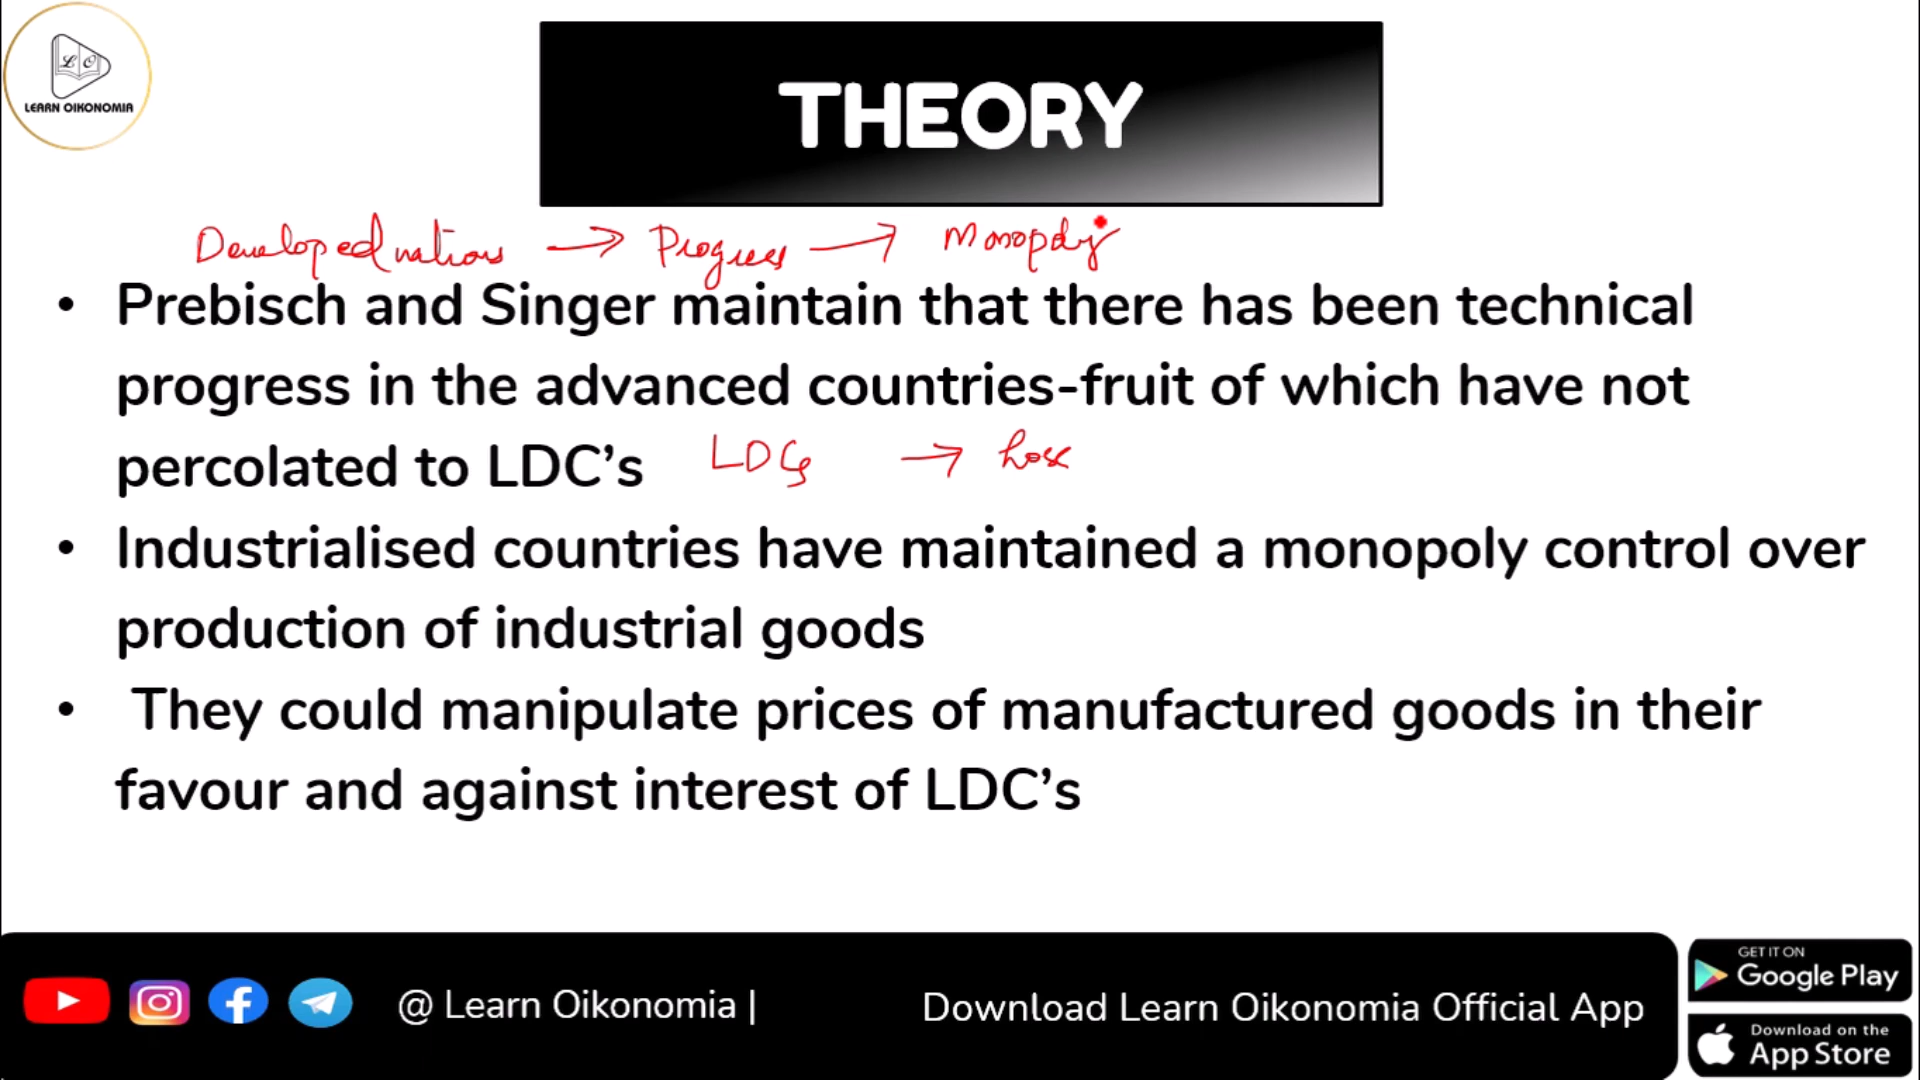 L O
LEARN OIKONOMIA
THEORY
Developed nations → Progress → Monopoly
• Prebisch and Singer maintain that there has been technical
progress in the advanced countries-fruit of which have not
percolated to LDC’s
LDCs → Loss
• Industrialised countries have maintained a monopoly control over
production of industrial goods
• They could manipulate prices of manufactured goods in their
favour and against interest of LDC’s
@ Learn Oikonomia |
Download Learn Oikonomia Official App
GET IT ON
Google Play
Download on the
App Store